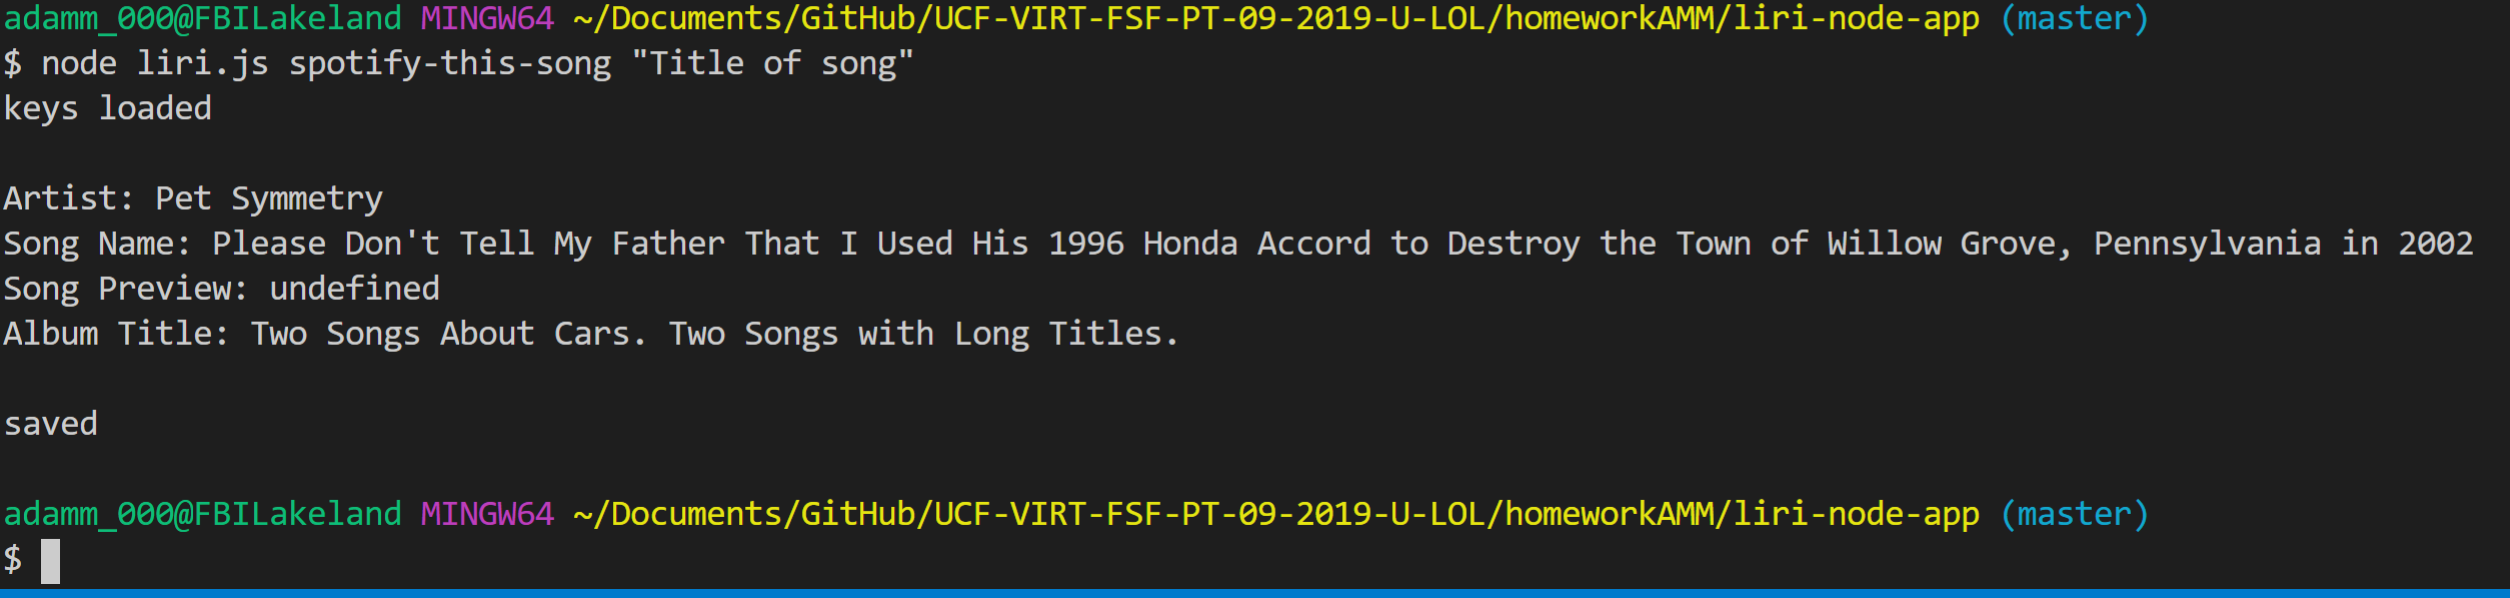 adamm_000@FBILakeland MINGW64 ~/Documents/GitHub/UCF-VIRT-FSF-PT-09-2019-U-LOL/homeworkAMM/liri-node-app (master)
$ node liri.js spotify-this-song "Title of song"
keys loaded
Artist: Pet Symmetry
Song Name: Please Don't Tell My Father That I Used His 1996 Honda Accord to Destroy the Town of Willow Grove, Pennsylvania in 2002
Song Preview: undefined
Album Title: Two Songs About Cars. Two Songs with Long Titles.
saved
adamm_000@FBILakeland MINGW64 ~/Documents/GitHub/UCF-VIRT-FSF-PT-09-2019-U-LOL/homeworkAMM/liri-node-app (master)
$